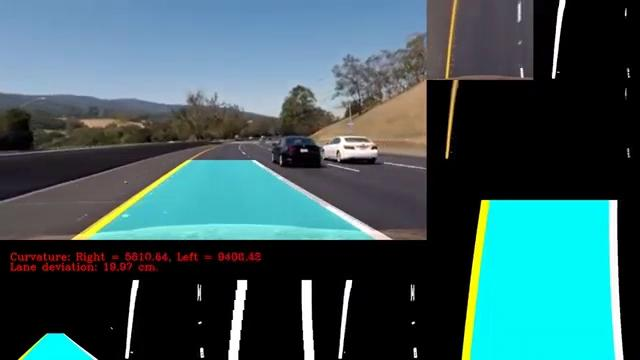 Curvature: Right = 5610.64, Left = 9406.42
Lane deviation: 19.97 cm.